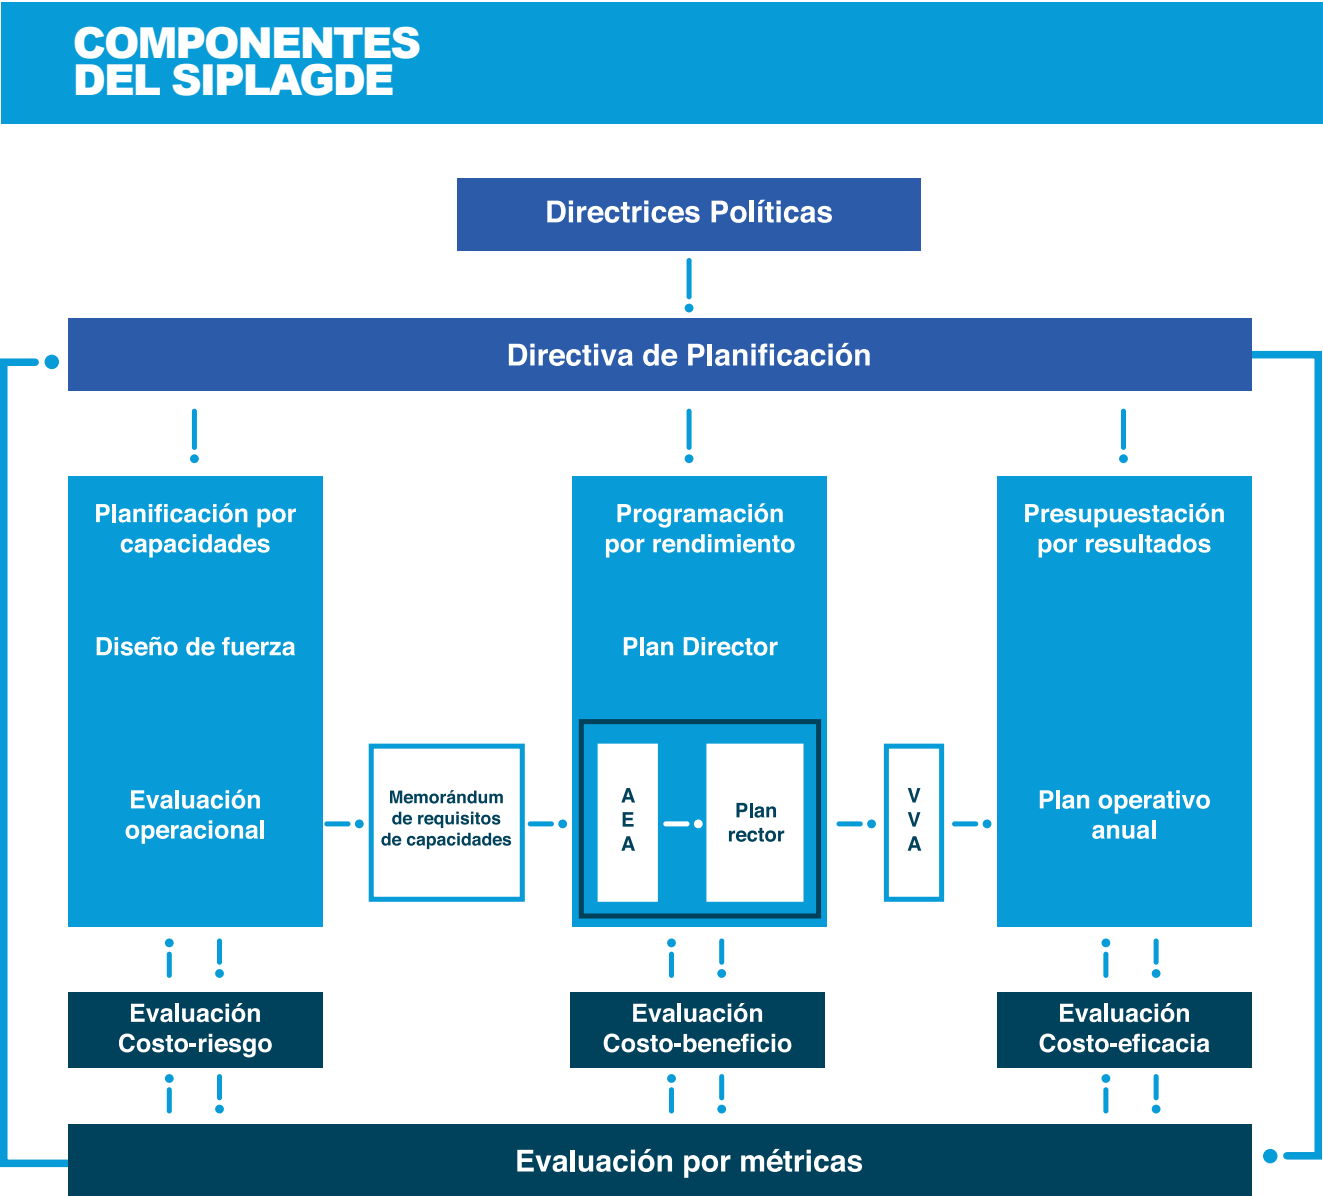 COMPONENTES
DEL SIPLAGDE
Directrices Políticas
Directiva de Planificación
Planificación por
capacidades
Diseño de fuerza
Evaluación
operacional
Memorándum
de requisitos
de capacidades
Programación
por rendimiento
Plan Director
A
E
A
Plan
rector
V
V
A
Presupuestación
por resultados
Plan operativo
anual
Evaluación
Costo-riesgo
Evaluación
Costo-beneficio
Evaluación
Costo-eficacia
Evaluación por métricas